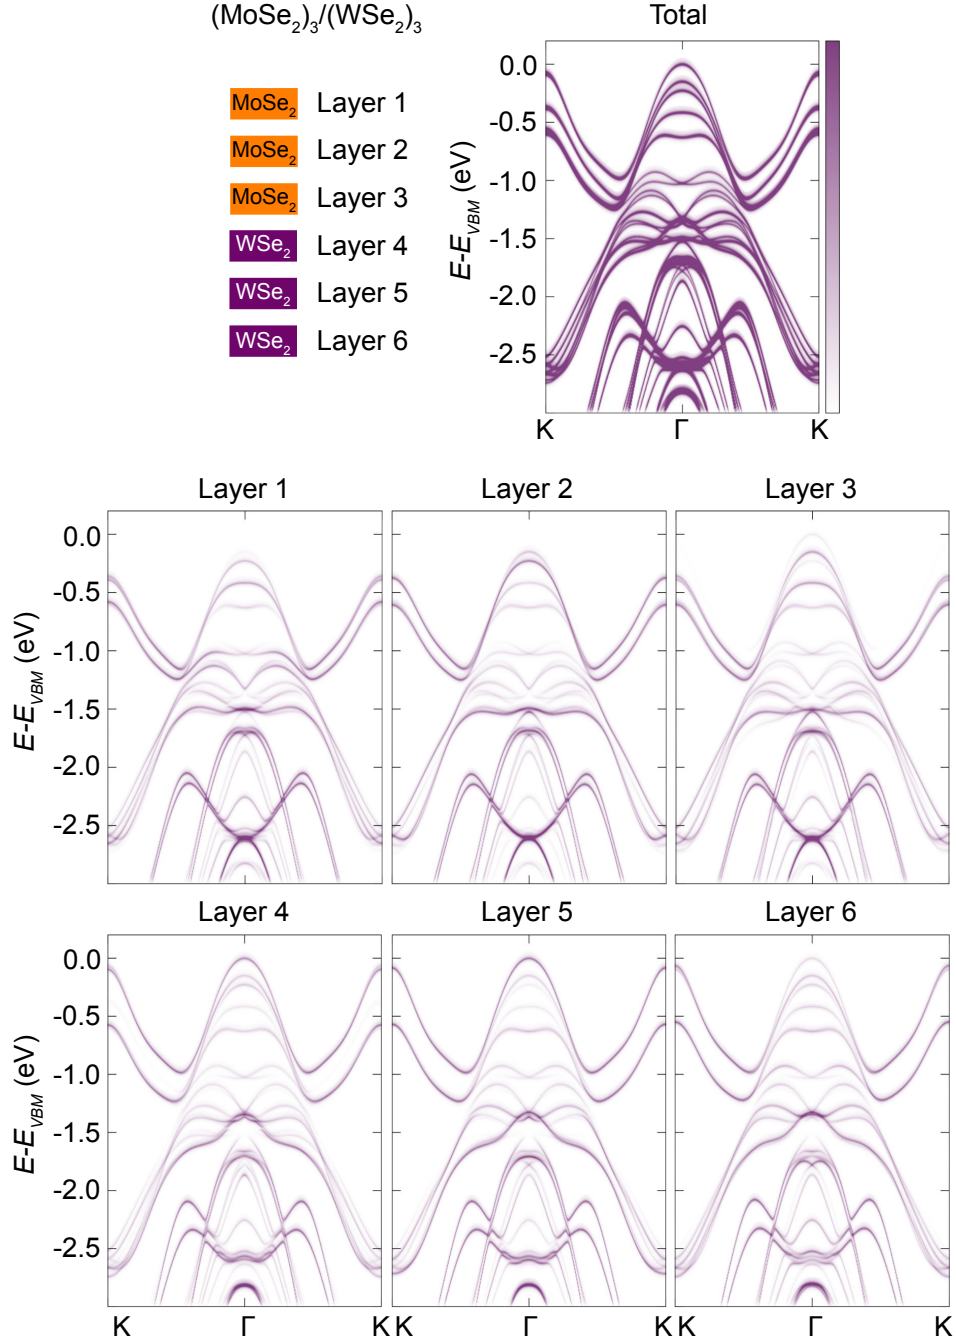 (MoSe₂)₃/(WSe₂)₃
Total
MoSe₂ Layer 1
MoSe₂ Layer 2
MoSe₂ Layer 3
WSe₂ Layer 4
WSe₂ Layer 5
WSe₂ Layer 6
E-E_VBM (eV)
0.0
-0.5
-1.0
-1.5
-2.0
-2.5
K Γ K
Layer 1 Layer 2 Layer 3
E-E_VBM (eV)
0.0
-0.5
-1.0
-1.5
-2.0
-2.5
Layer 4 Layer 5 Layer 6
E-E_VBM (eV)
0.0
-0.5
-1.0
-1.5
-2.0
-2.5
K Γ K K Γ K K Γ K